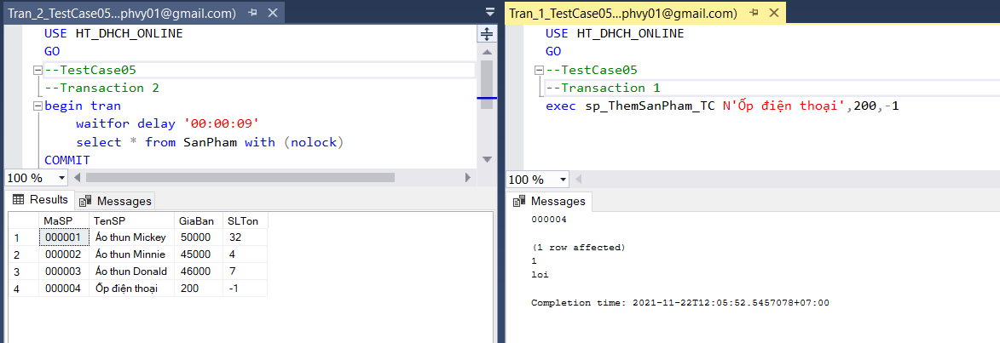 Tran_2_TestCase05...phvy01@gmail.com)
USE HT_DHCH_ONLINE
GO
--TestCase05
--Transaction 2
begin tran
waitfor delay '00:00:09'
select * from SanPham with (nolock)
COMMIT
100 %
Results Messages
MaSP TenSP GiaBan SLTon
1 000001 Áo thun Mickey 50000 32
2 000002 Áo thun Minnie 45000 4
3 000003 Áo thun Donald 46000 7
4 000004 Ốp điện thoại 200 -1
Tran_1_TestCase05...phvy01@gmail.com)
USE HT_DHCH_ONLINE
GO
--TestCase05
--Transaction 1
exec sp_ThemSanPham_TC N'Ốp điện thoại',200,-1
100 %
Messages
000004
(1 row affected)
1
loi
Completion time: 2021-11-22T12:05:52.5457078+07:00